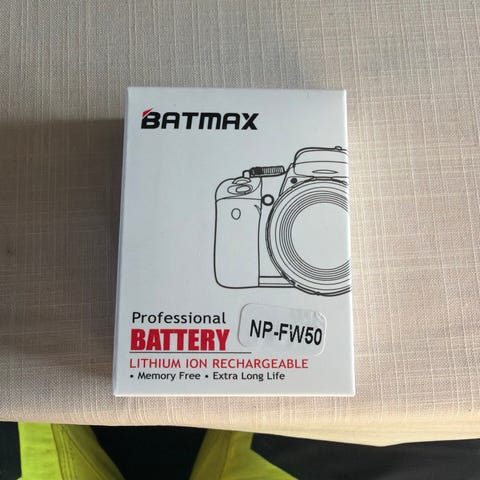 BATMAX
Professional
BATTERY
NP-FW50
LITHIUM ION RECHARGEABLE
• Memory Free • Extra Long Life